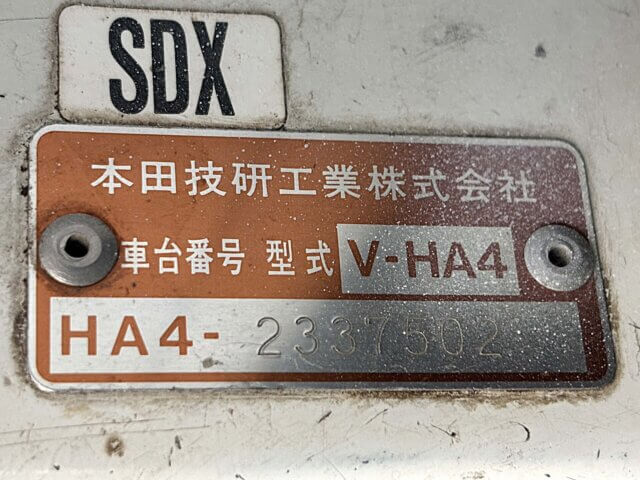 SDX
本田技研工業株式会社
車台番号 型式 V-HA4
HA4-2337502